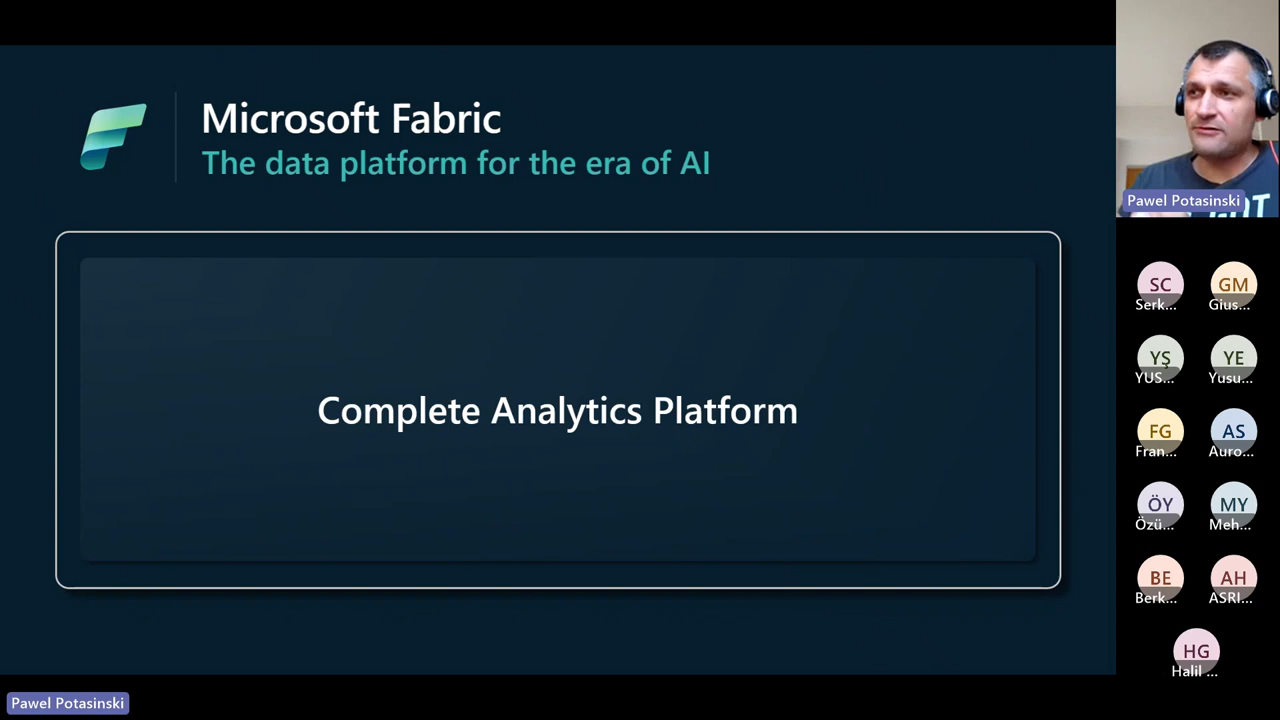 Microsoft Fabric
The data platform for the era of AI
Complete Analytics Platform
Pawel Potasinski
SC
Serk...
GM
Gius...
YŞ
YUS...
YE
Yusu...
FG
Fran...
AS
Auro...
ÖY
Özü...
MY
Meh...
BE
Berk...
AH
ASRI...
HG
Halil ...
Pawel Potasinski